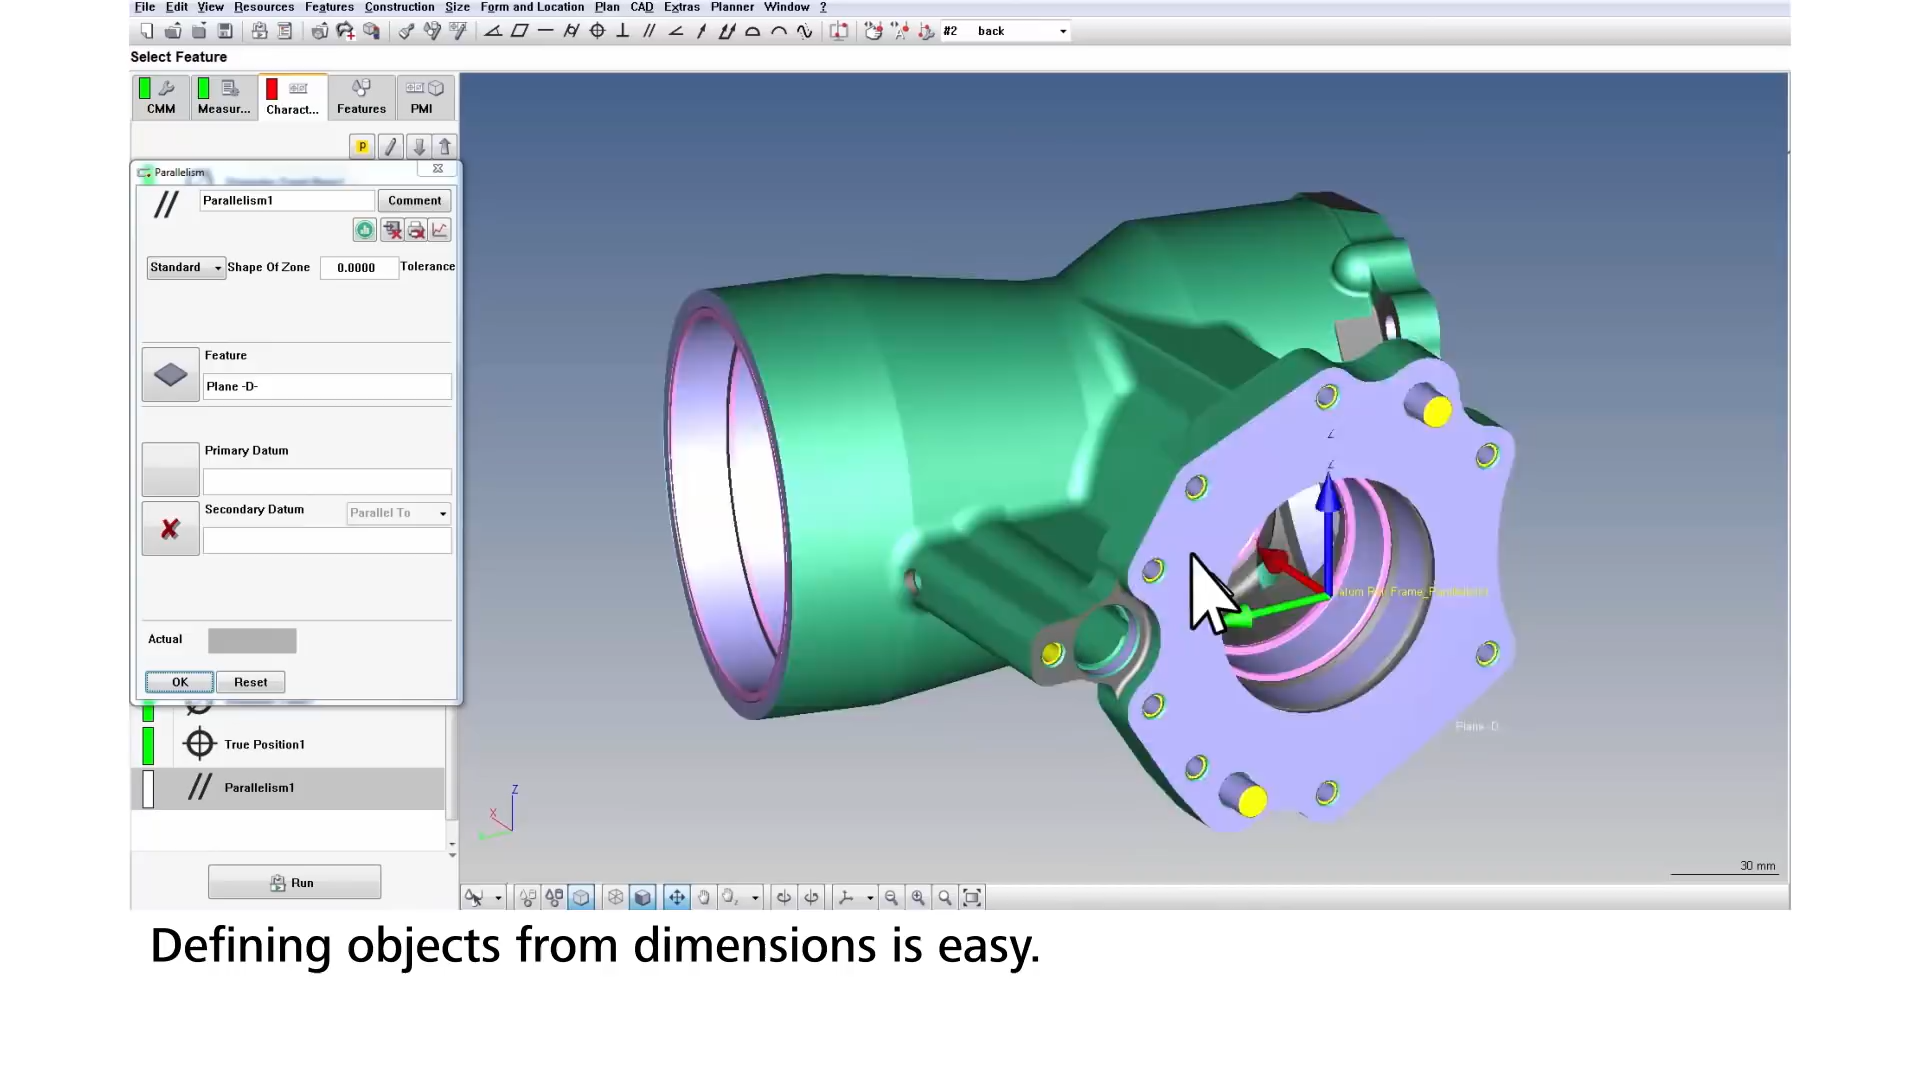 File Edit View Resources Features Construction Size Form and Location Plan CAD Extras Planner Window ?
#2 back
Select Feature
CMM Measur... Charact... Features PMI
P
Parallelism
Parallelism1 Comment
Standard Shape Of Zone 0.0000 Tolerance
Feature
Plane -D-
Primary Datum
Secondary Datum Parallel To
Actual
OK Reset
True Position1
Parallelism1
Run
Plane -D
Z
X
30 mm
Defining objects from dimensions is easy.